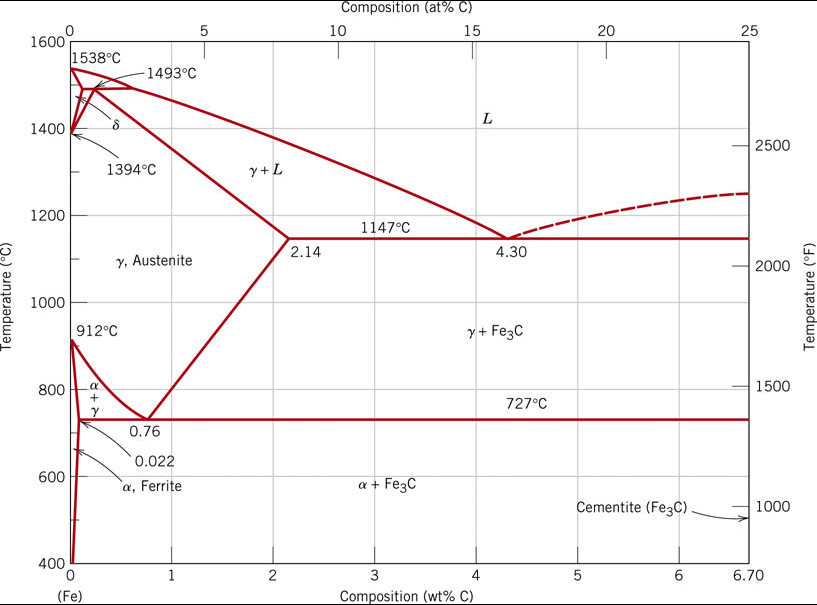 Composition (at% C)
0 5 10 15 20 25
1600
1538°C
1493°C
L
δ
1400
2500
1394°C
γ + L
1200
1147°C
2.14
4.30
γ, Austenite
2000
Temperature (°C)
Temperature (°F)
1000
912°C
γ + Fe₃C
α
+
γ
800
1500
727°C
0.76
0.022
600
α, Ferrite
α + Fe₃C
Cementite (Fe₃C)
1000
400
0 1 2 3 4 5 6 6.70
(Fe)
Composition (wt% C)